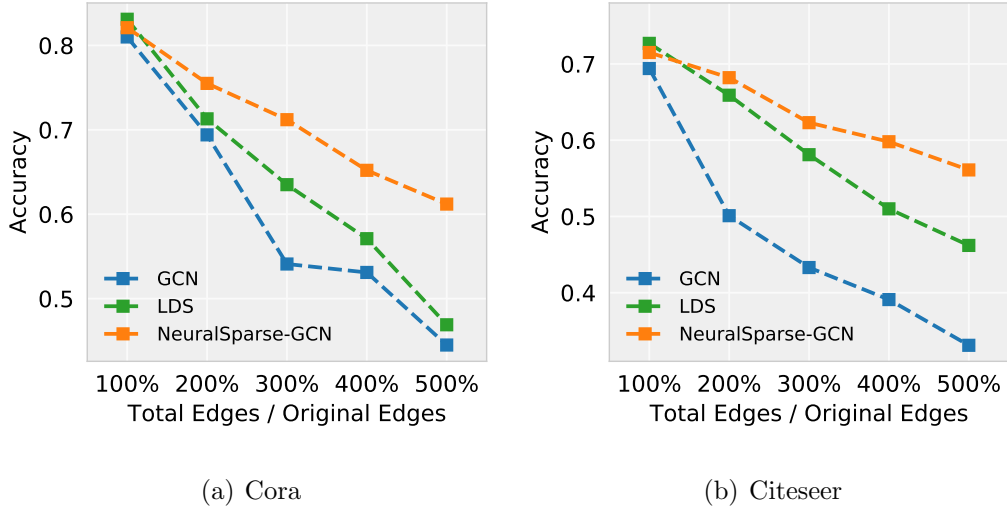 0.8
0.7
0.6
0.5
Accuracy
GCN
LDS
NeuralSparse-GCN
100% 200% 300% 400% 500%
Total Edges / Original Edges
(a) Cora
0.7
0.6
0.5
0.4
Accuracy
GCN
LDS
NeuralSparse-GCN
100% 200% 300% 400% 500%
Total Edges / Original Edges
(b) Citeseer